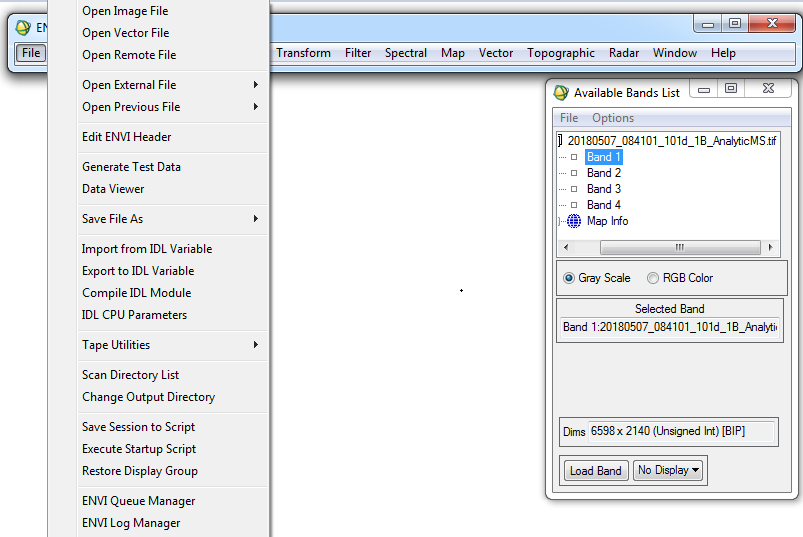 EN
File Transform Filter Spectral Map Vector Topographic Radar Window Help
Open Image File
Open Vector File
Open Remote File
Open External File
Open Previous File
Edit ENVI Header
Generate Test Data
Data Viewer
Save File As
Import from IDL Variable
Export to IDL Variable
Compile IDL Module
IDL CPU Parameters
Tape Utilities
Scan Directory List
Change Output Directory
Save Session to Script
Execute Startup Script
Restore Display Group
ENVI Queue Manager
ENVI Log Manager
Available Bands List
File Options
20180507_084101_101d_1B_AnalyticMS.tif
Band 1
Band 2
Band 3
Band 4
Map Info
Gray Scale RGB Color
Selected Band
Band 1:20180507_084101_101d_1B_Analyti
Dims 6598 x 2140 (Unsigned Int) [BIP]
Load Band No Display